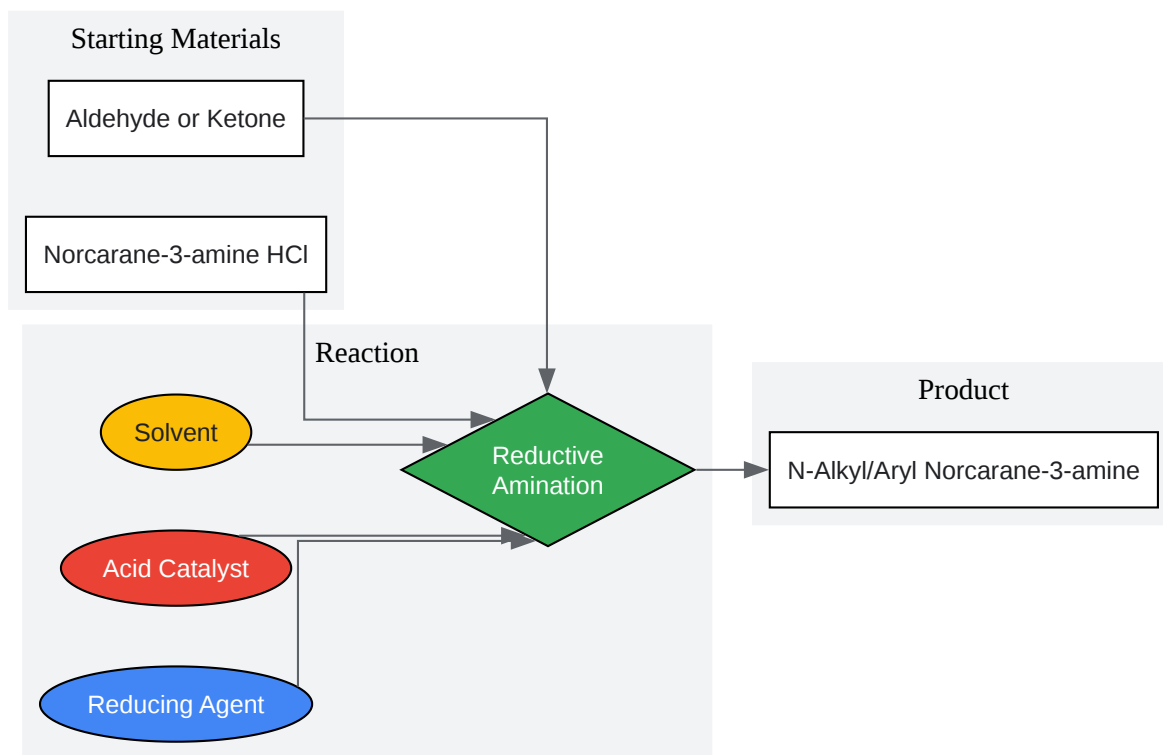 Starting Materials
Aldehyde or Ketone
Norcarane-3-amine HCl
Reaction
Solvent
Reductive
Amination
Acid Catalyst
Reducing Agent
Product
N-Alkyl/Aryl Norcarane-3-amine